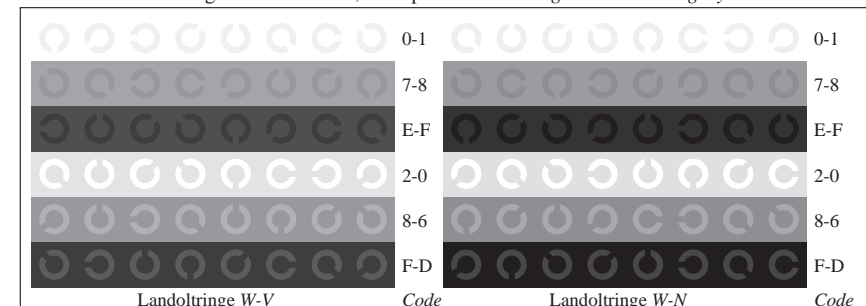 0-1 0-1
7-8 7-8
E-F E-F
2-0 2-0
8-6 8-6
F-D F-D
Landoltringe W-V Code Landoltringe W-N Code